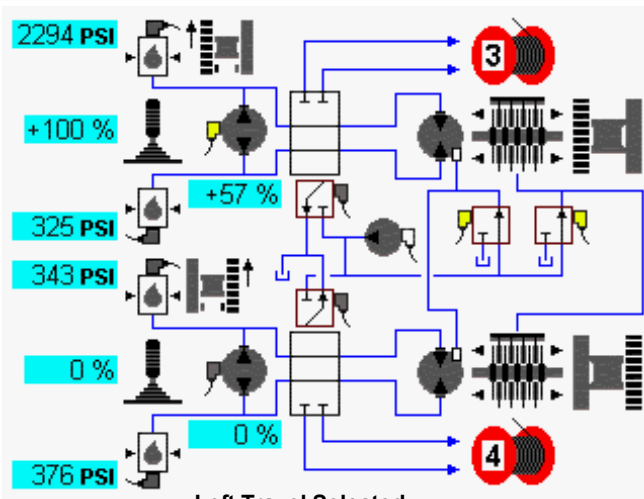 2294 PSI
3
+100 %
+57 %
325 PSI
343 PSI
0 %
0 %
376 PSI
4
Left Travel Selected